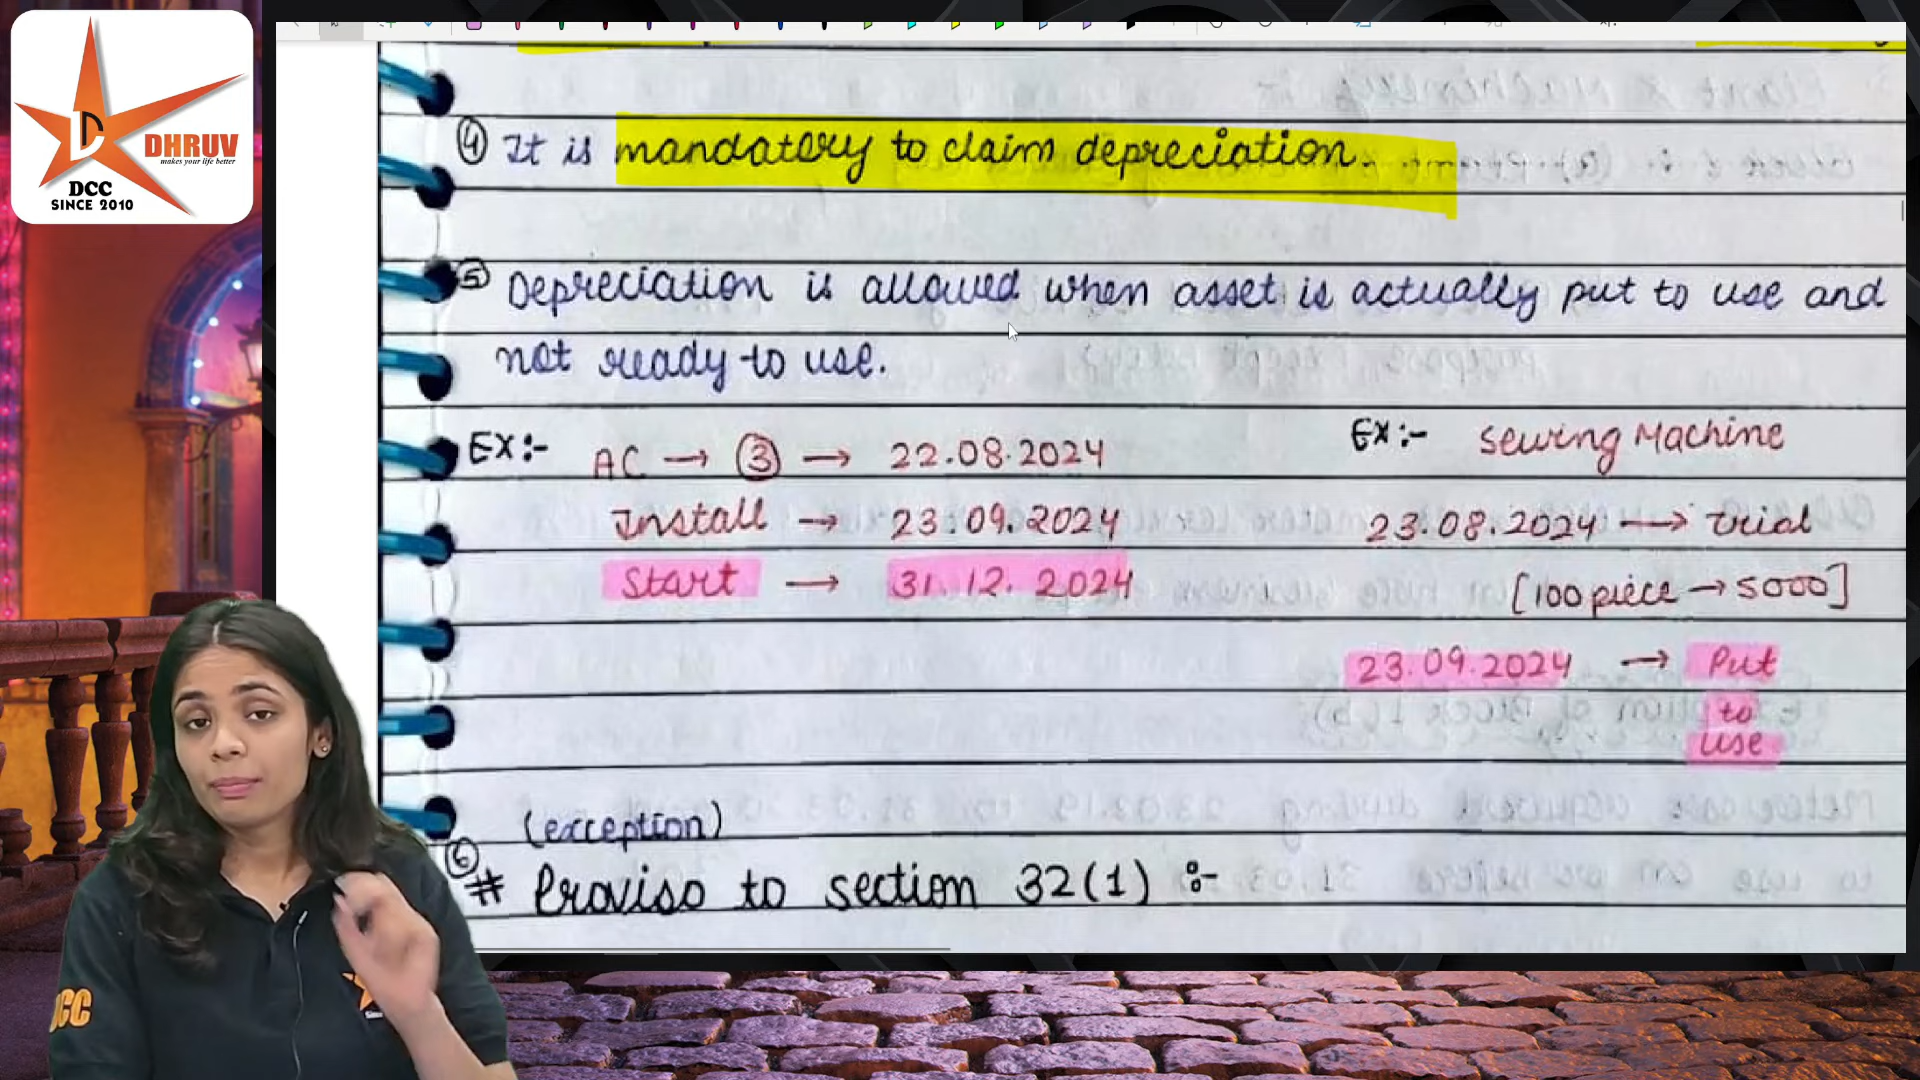 DHRUV
makes your life better
DCC
SINCE 2010
④ It is mandatory to claim depreciation.
⑤ Depreciation is allowed when asset is actually put to use and
not ready to use.
EX:- AC → ③ → 22.08.2024
Install → 23.09.2024
Start → 31.12.2024
EX:- Sewing Machine
23.08.2024 → trial
[100 piece → 5000]
23.09.2024 → Put
to
use
(exception)
⑥ # Proviso to section 32(1) :-
DCC